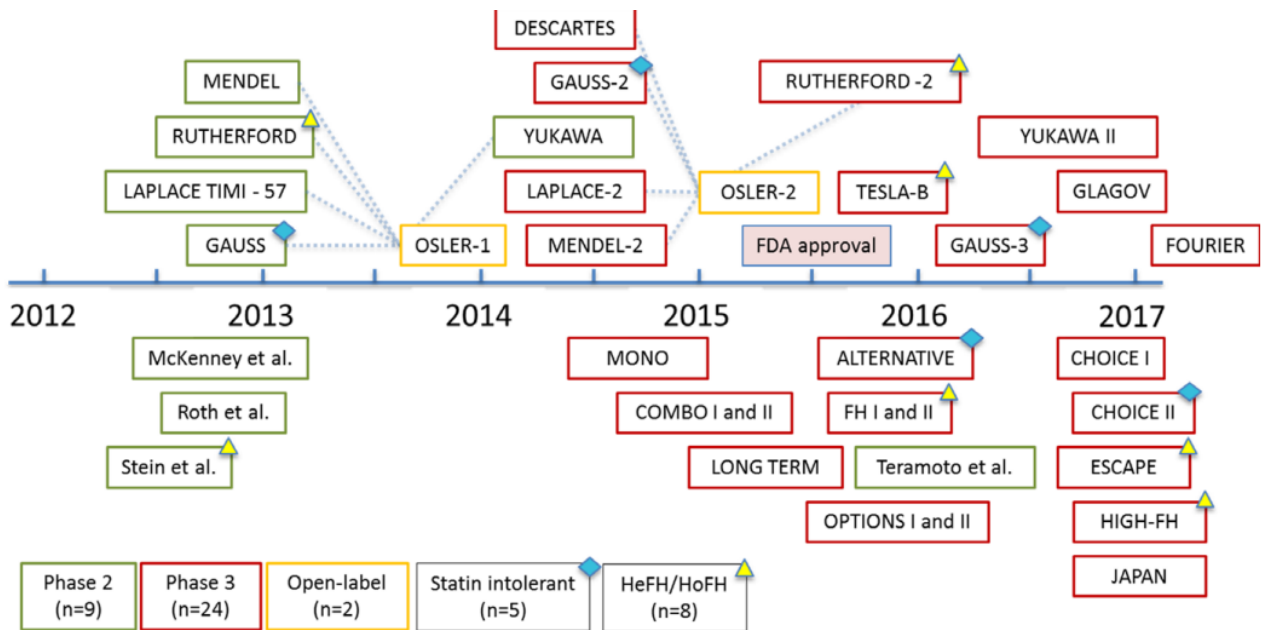 DESCARTES
MENDEL
GAUSS-2
RUTHERFORD -2
RUTHERFORD
YUKAWA
YUKAWA II
LAPLACE TIMI - 57
LAPLACE-2
OSLER-2
TESLA-B
GLAGOV
GAUSS
OSLER-1
MENDEL-2
FDA approval
GAUSS-3
FOURIER
2012
2013
2014
2015
2016
2017
McKenney et al.
MONO
ALTERNATIVE
CHOICE I
Roth et al.
COMBO I and II
FH I and II
CHOICE II
Stein et al.
LONG TERM
Teramoto et al.
ESCAPE
OPTIONS I and II
HIGH-FH
JAPAN
Phase 2
(n=9)
Phase 3
(n=24)
Open-label
(n=2)
Statin intolerant
(n=5)
HeFH/HoFH
(n=8)